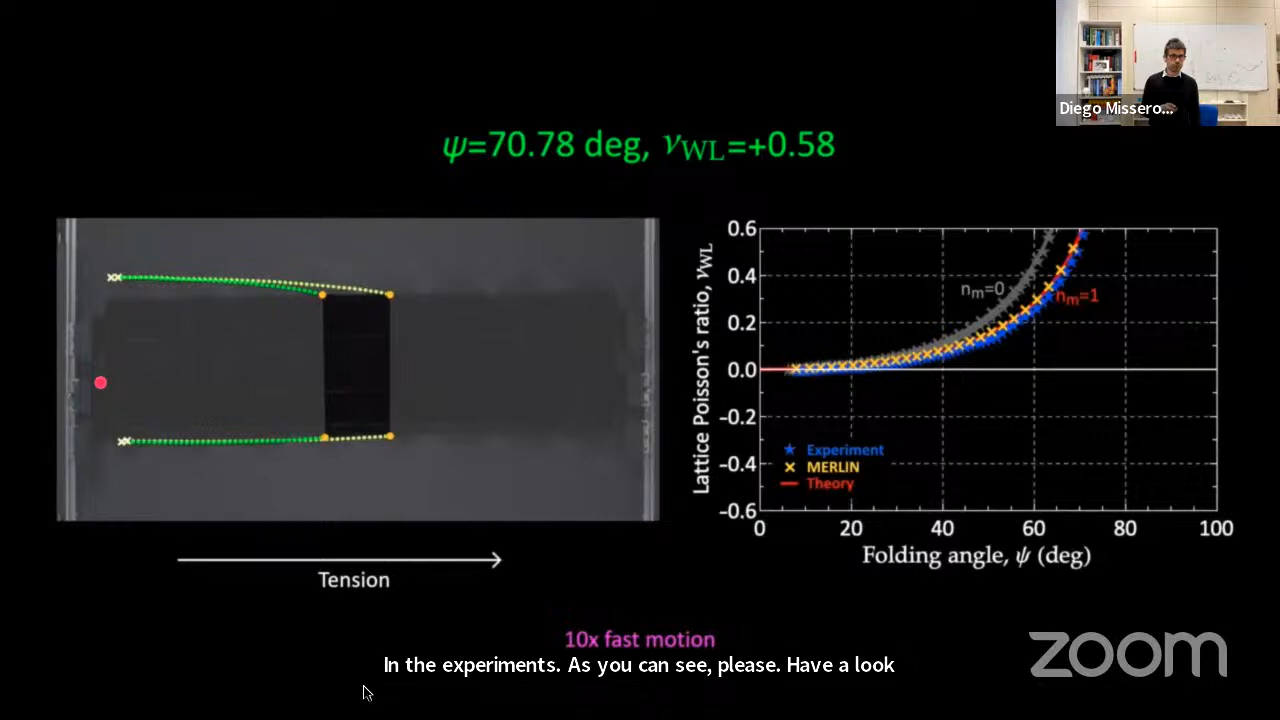 Diego Missero...
ψ=70.78 deg, νWL=+0.58
Lattice Poisson's ratio, νWL
0.6
0.4
0.2
0.0
-0.2
-0.4
-0.6
nm=0
nm=1
Experiment
MERLIN
Theory
0 20 40 60 80 100
Folding angle, ψ (deg)
Tension
10x fast motion
In the experiments. As you can see, please. Have a look
zoom